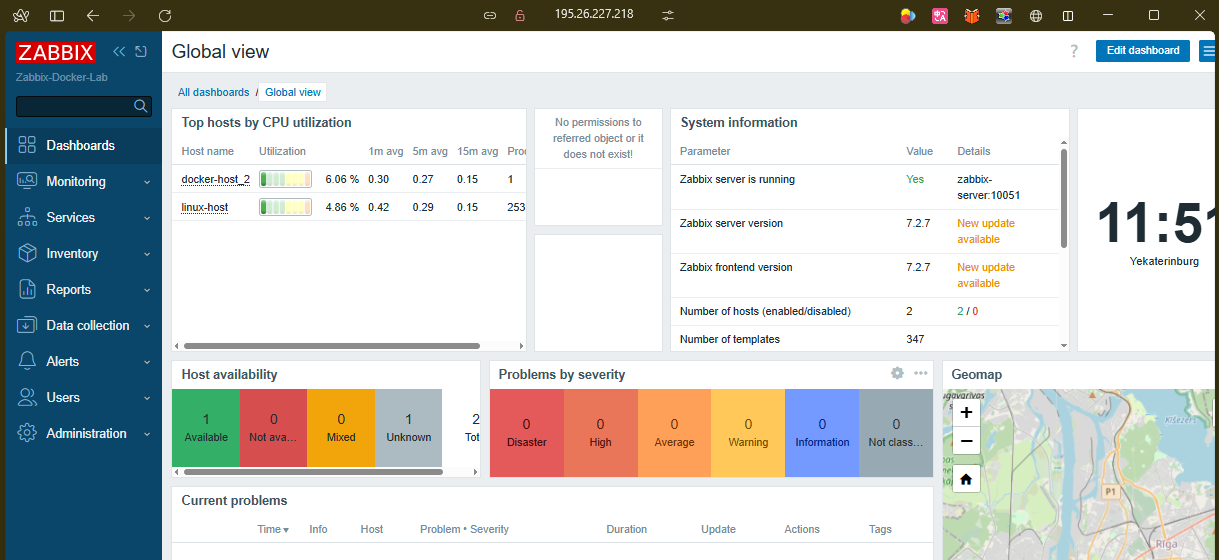 195.26.227.218
ZABBIX
Zabbix-Docker-Lab
Dashboards
Monitoring
Services
Inventory
Reports
Data collection
Alerts
Users
Administration
Global view
? Edit dashboard
All dashboards / Global view
Top hosts by CPU utilization
Host name Utilization 1m avg 5m avg 15m avg Proc
docker-host_2 6.06 % 0.30 0.27 0.15 1
linux-host 4.86 % 0.42 0.29 0.15 253
No permissions to
referred object or it
does not exist!
System information
Parameter Value Details
Zabbix server is running Yes zabbix-
server:10051
Zabbix server version 7.2.7 New update
available
Zabbix frontend version 7.2.7 New update
available
Number of hosts (enabled/disabled) 2 2 / 0
Number of templates 347
11:51
Yekaterinburg
Host availability
1 Available
0 Not ava...
0 Mixed
1 Unknown
2 Tot
Problems by severity
0 Disaster
0 High
0 Average
0 Warning
0 Information
0 Not class...
Geomap
+
−
Ķīšezers
P1
Rīga
Current problems
Time Info Host Problem • Severity Duration Update Actions Tags